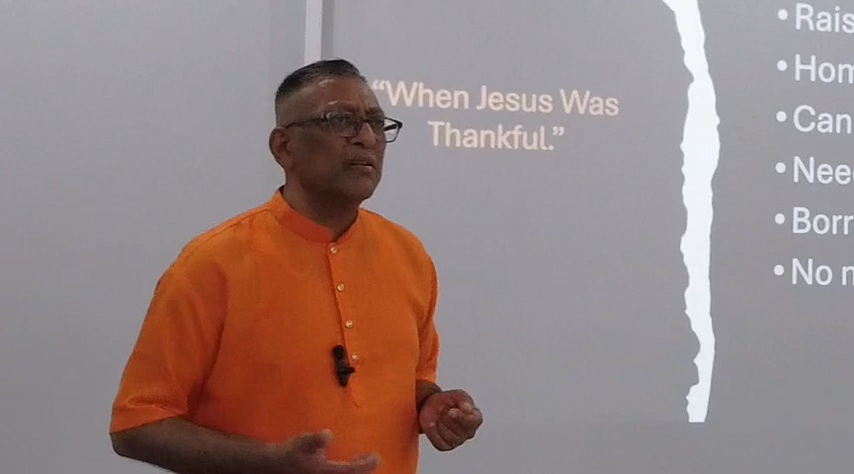 “When Jesus Was
Thankful.”
• Rais
• Hom
• Can
• Nee
• Borr
• No